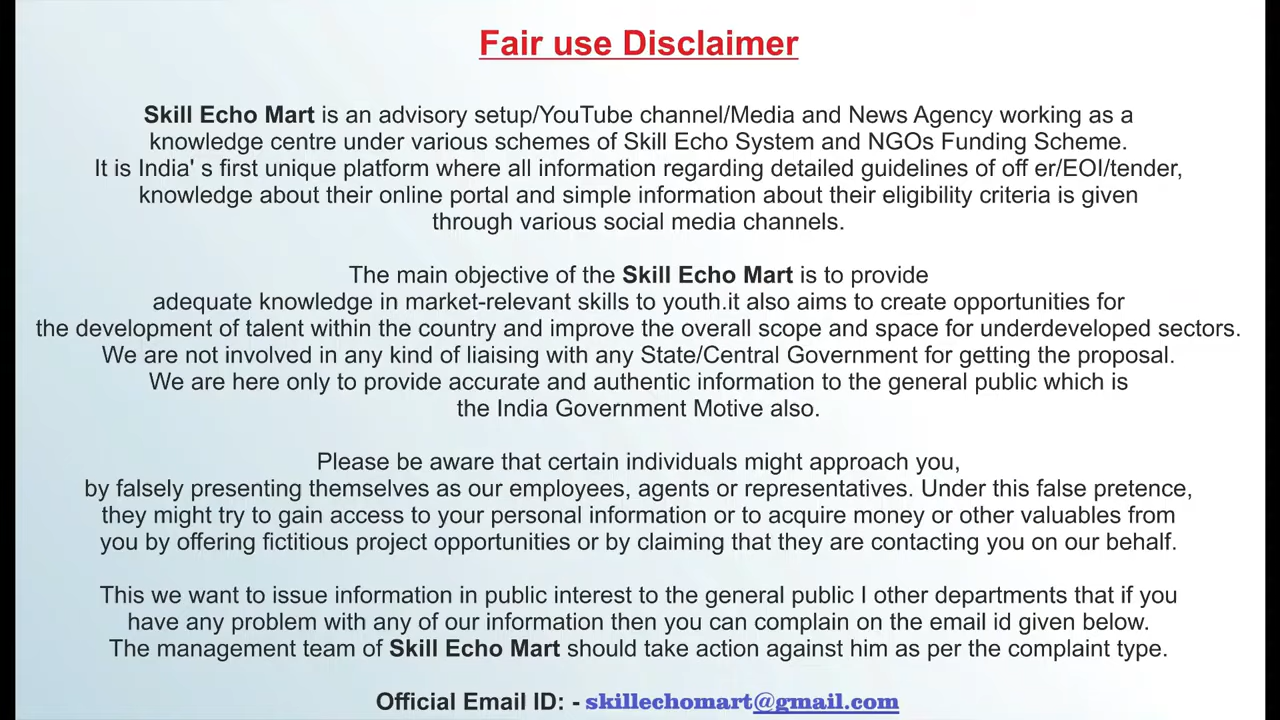 Fair use Disclaimer
Skill Echo Mart is an advisory setup/YouTube channel/Media and News Agency working as a
knowledge centre under various schemes of Skill Echo System and NGOs Funding Scheme.
It is India' s first unique platform where all information regarding detailed guidelines of off er/EOI/tender,
knowledge about their online portal and simple information about their eligibility criteria is given
through various social media channels.
The main objective of the Skill Echo Mart is to provide
adequate knowledge in market-relevant skills to youth.it also aims to create opportunities for
the development of talent within the country and improve the overall scope and space for underdeveloped sectors.
We are not involved in any kind of liaising with any State/Central Government for getting the proposal.
We are here only to provide accurate and authentic information to the general public which is
the India Government Motive also.
Please be aware that certain individuals might approach you,
by falsely presenting themselves as our employees, agents or representatives. Under this false pretence,
they might try to gain access to your personal information or to acquire money or other valuables from
you by offering fictitious project opportunities or by claiming that they are contacting you on our behalf.
This we want to issue information in public interest to the general public I other departments that if you
have any problem with any of our information then you can complain on the email id given below.
The management team of Skill Echo Mart should take action against him as per the complaint type.
Official Email ID: - skillechomart@gmail.com